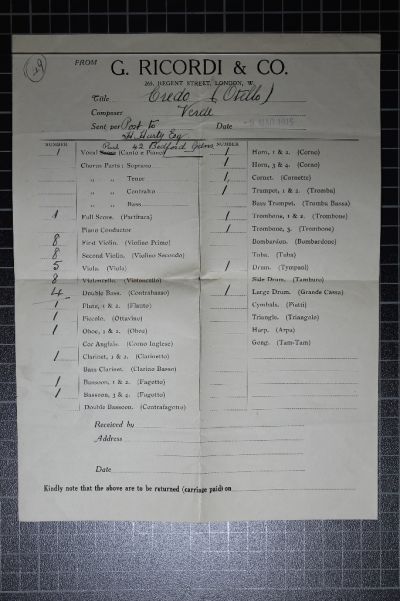 FROM
G. RICORDI & CO.
265, REGENT STREET, LONDON, W.
Title Credo (Otello)
Composer Verdi
Sent per Post to Date 1915
H. Harty Esq
42 Bedford Gdns
NUMBER
1 Vocal (Canto e Piano)
Chorus Parts: Soprano
" " Tenor
" " Contralto
" " Bass
1 Full Score. (Partitura)
Piano Conductor
8 First Violin. (Violino Primo)
8 Second Violin. (Violino Secondo)
5 Viola. (Viola)
8 Violoncello. (Violoncello)
4 Double Bass. (Contrabasso)
1 Flute, 1 & 2. (Flauto)
1 Piccolo. (Ottavino)
1 Oboe, 1 & 2. (Oboe)
Cor Anglais. (Corno Inglese)
1 Clarinet, 1 & 2. (Clarinetto)
Bass Clarinet. (Clarino Basso)
1 Bassoon, 1 & 2. (Fagotto)
1 Bassoon, 3 & 4. (Fagotto)
Double Bassoon. (Contrafagotto)
NUMBER
1 Horn, 1 & 2. (Corno)
1 Horn, 3 & 4. (Corno)
1 Cornet. (Cornetto)
1 Trumpet, 1 & 2. (Tromba)
Bass Trumpet. (Tromba Bassa)
1 Trombone, 1 & 2. (Trombone)
1 Trombone, 3. (Trombone)
Bombardon. (Bombardone)
Tuba. (Tuba)
1 Drum. (Tympani)
Side Drum. (Tamburo)
1 Large Drum. (Grande Cassa)
Cymbals. (Piatti)
Triangle. (Triangolo)
Harp. (Arpa)
Gong. (Tam-Tam)
Received by
Address
Date
Kindly note that the above are to be returned (carriage paid) on